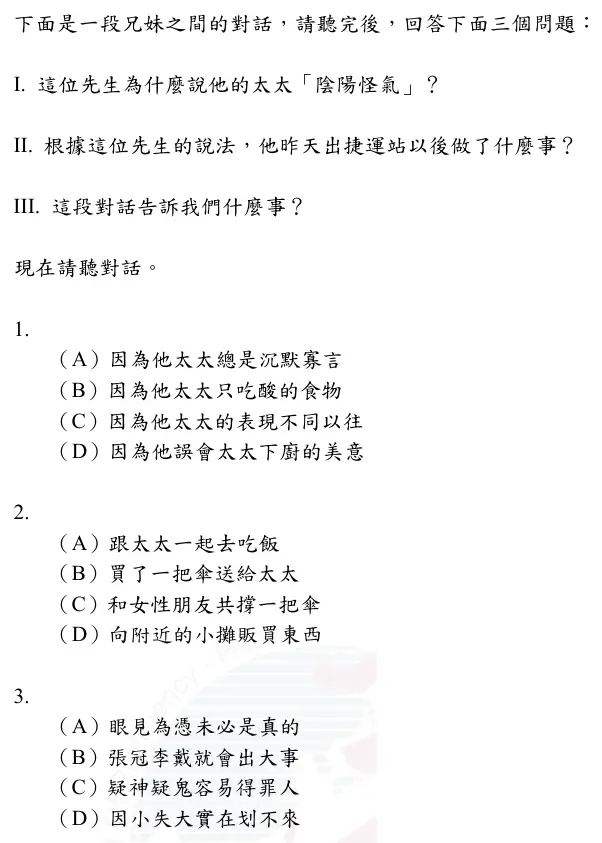 下面是一段兄妹之間的對話，請聽完後，回答下面三個問題：
I. 這位先生為什麼說他的太太「陰陽怪氣」？
II. 根據這位先生的說法，他昨天出捷運站以後做了什麼事？
III. 這段對話告訴我們什麼事？
現在請聽對話。
1.
（A）因為他太太總是沉默寡言
（B）因為他太太只吃酸的食物
（C）因為他太太的表現不同以往
（D）因為他誤會太太下廚的美意
2.
（A）跟太太一起去吃飯
（B）買了一把傘送給太太
（C）和女性朋友共撐一把傘
（D）向附近的小攤販買東西
3.
（A）眼見為憑未必是真的
（B）張冠李戴就會出大事
（C）疑神疑鬼容易得罪人
（D）因小失大實在划不來